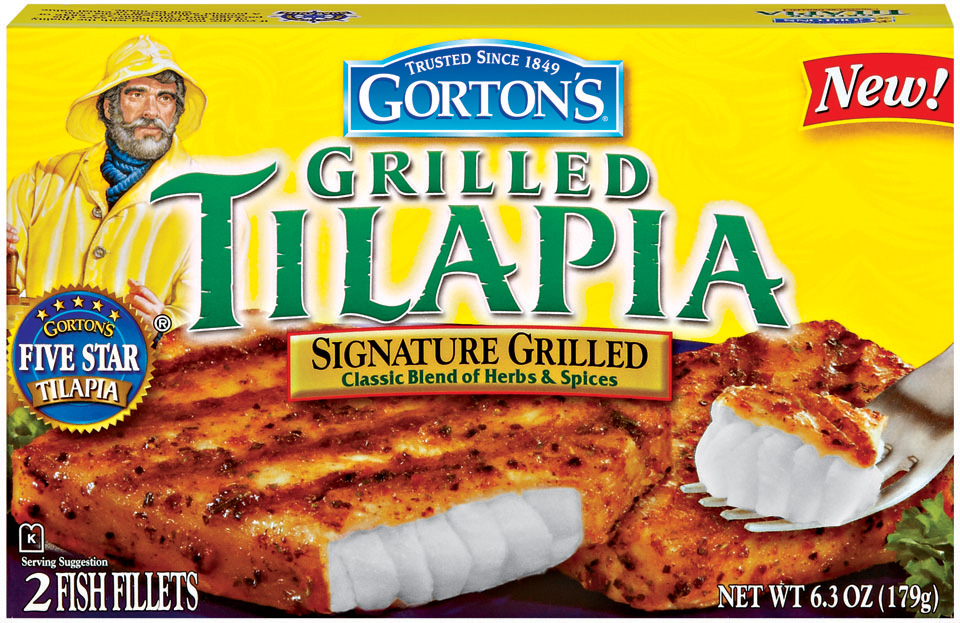 TRUSTED SINCE 1849
GORTON'S®
New!
GRILLED
TILAPIA
®
SIGNATURE GRILLED
Classic Blend of Herbs & Spices
GORTON'S
FIVE STAR
TILAPIA
K
Serving Suggestion
2 FISH FILLETS
NET WT 6.3 OZ (179g)